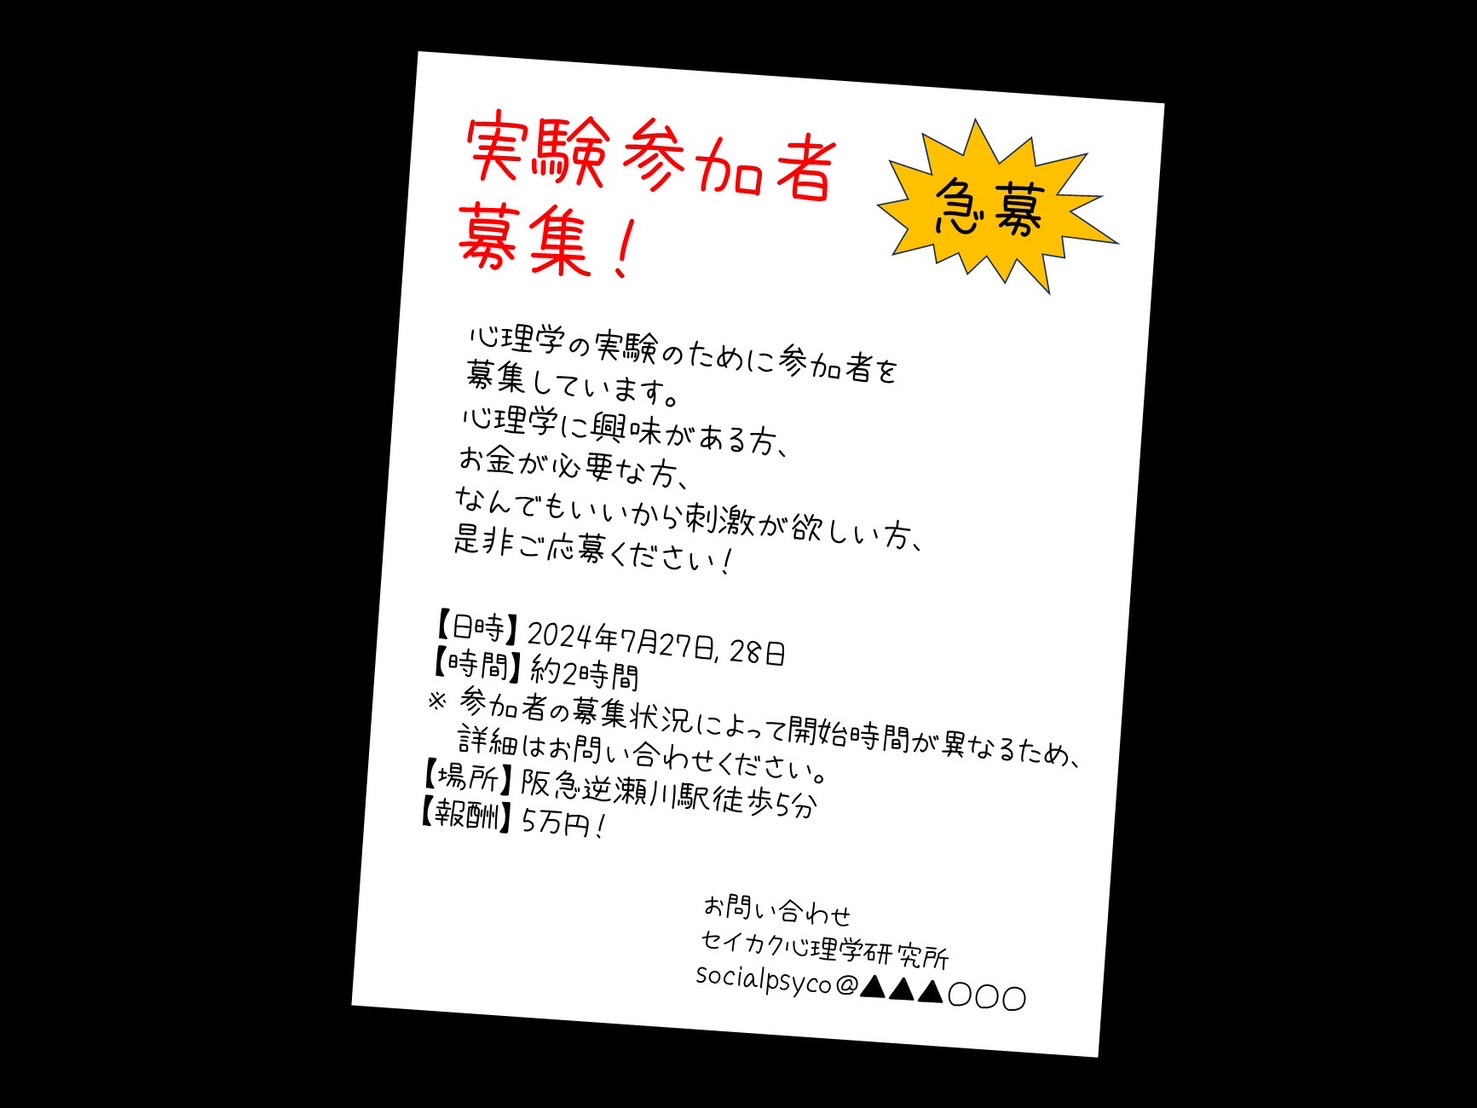 実験参加者
募集！
急募
心理学の実験のために参加者を
募集しています。
心理学に興味がある方、
お金が必要な方、
なんでもいいから刺激が欲しい方、
是非ご応募ください！
【日時】2024年7月27日, 28日
【時間】約2時間
※ 参加者の募集状況によって開始時間が異なるため、
詳細はお問い合わせください。
【場所】阪急逆瀬川駅徒歩5分
【報酬】5万円！
お問い合わせ
セイカク心理学研究所
socialpsyco@▲▲▲〇〇〇